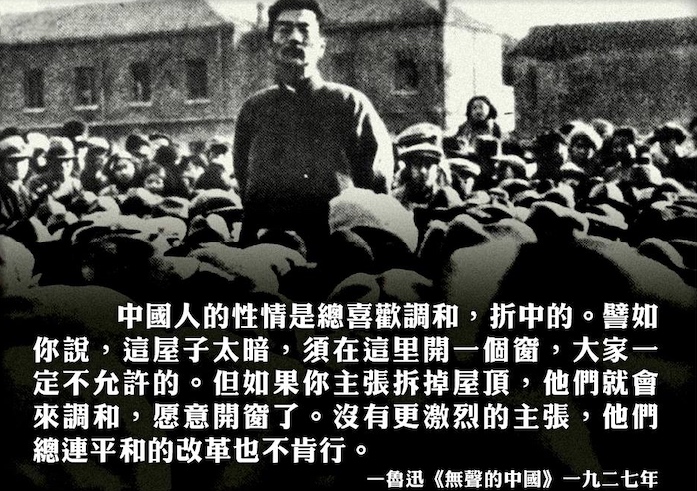 中國人的性情是總喜歡調和，折中的。譬如
你說，這屋子太暗，須在這里開一個窗，大家一
定不允許的。但如果你主張拆掉屋頂，他們就會
來調和，愿意開窗了。沒有更激烈的主張，他們
總連平和的改革也不肯行。
—魯迅《無聲的中國》一九二七年